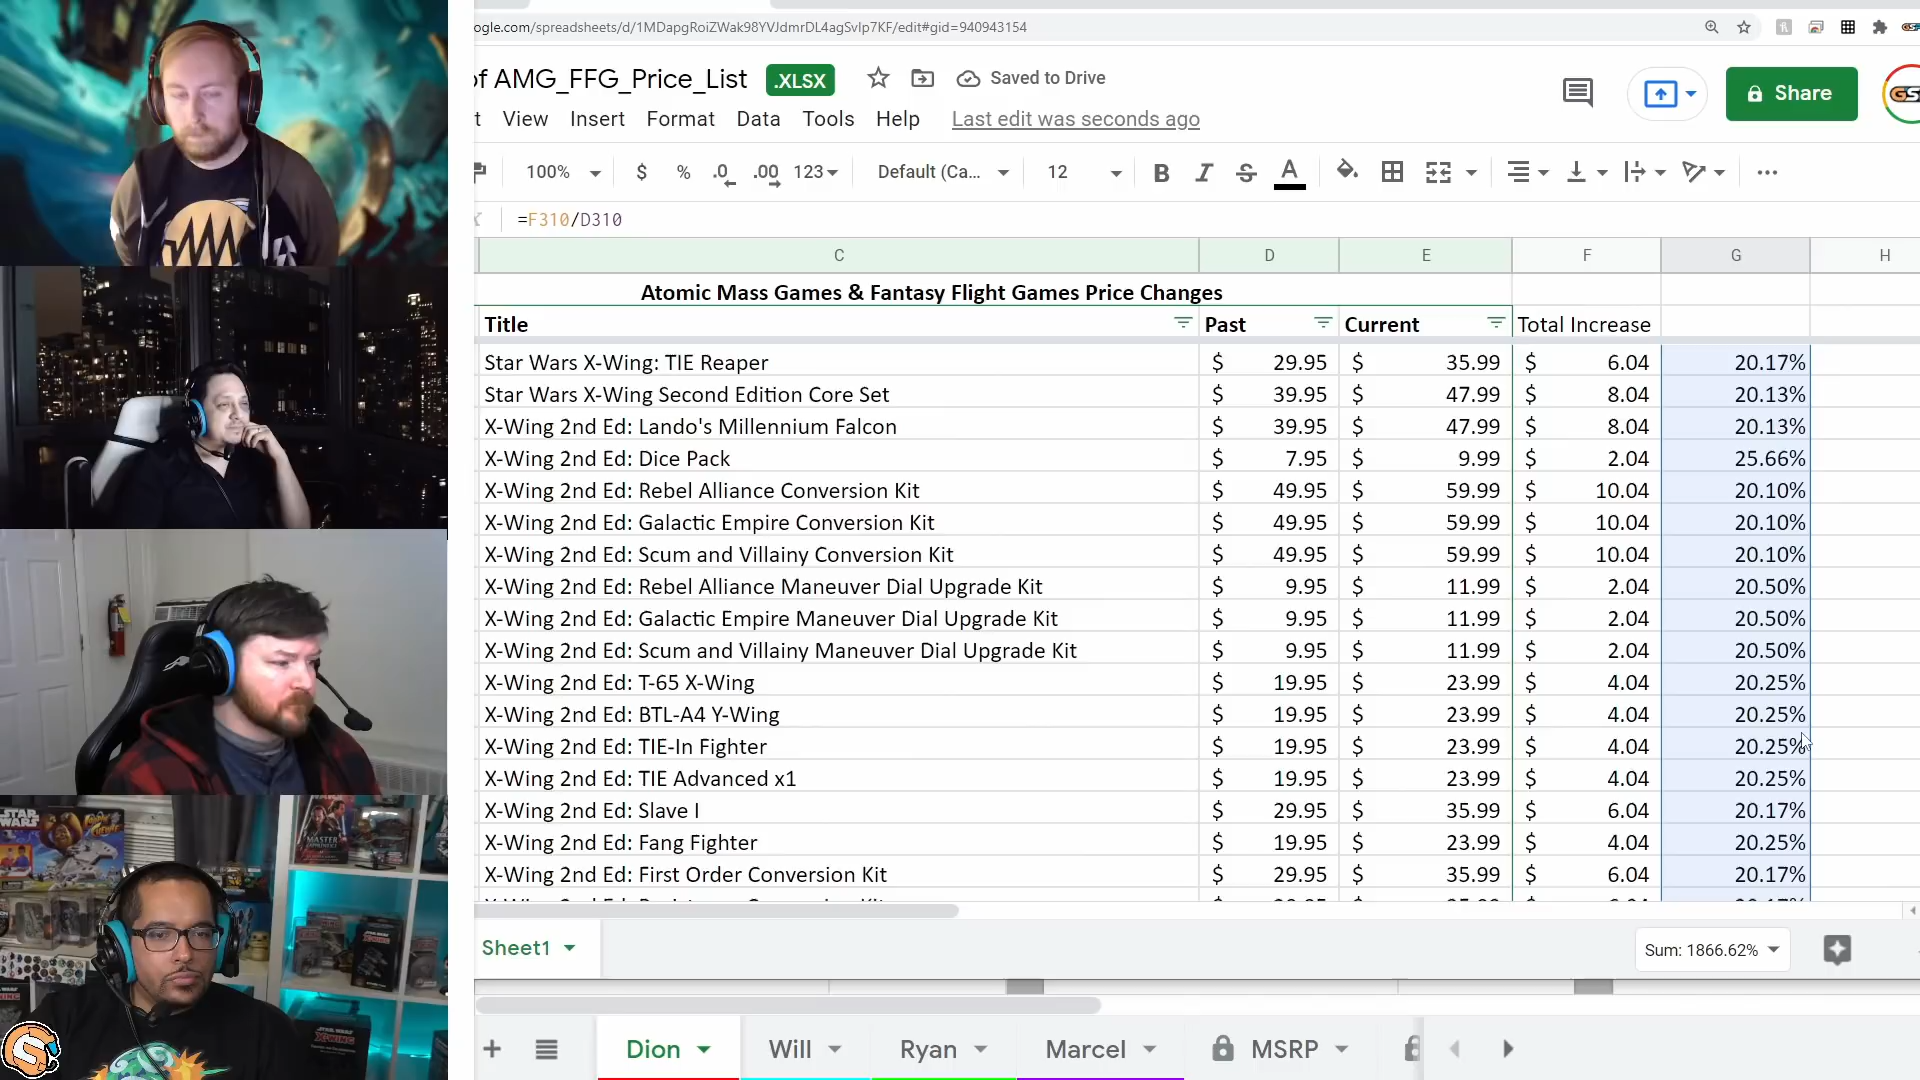 ogle.com/spreadsheets/d/1MDapgRoiZWak98YVJdmrDL4agSvIp7KF/edit#gid=940943154
of AMG_FFG_Price_List .XLSX Saved to Drive
Share
View Insert Format Data Tools Help Last edit was seconds ago
100% $ % .0 .00 123 Default (Ca... 12 B I S A
=F310/D310
C D E F G H
Atomic Mass Games & Fantasy Flight Games Price Changes
Title Past Current Total Increase
Star Wars X-Wing: TIE Reaper $ 29.95 $ 35.99 $ 6.04 20.17%
Star Wars X-Wing Second Edition Core Set $ 39.95 $ 47.99 $ 8.04 20.13%
X-Wing 2nd Ed: Lando's Millennium Falcon $ 39.95 $ 47.99 $ 8.04 20.13%
X-Wing 2nd Ed: Dice Pack $ 7.95 $ 9.99 $ 2.04 25.66%
X-Wing 2nd Ed: Rebel Alliance Conversion Kit $ 49.95 $ 59.99 $ 10.04 20.10%
X-Wing 2nd Ed: Galactic Empire Conversion Kit $ 49.95 $ 59.99 $ 10.04 20.10%
X-Wing 2nd Ed: Scum and Villainy Conversion Kit $ 49.95 $ 59.99 $ 10.04 20.10%
X-Wing 2nd Ed: Rebel Alliance Maneuver Dial Upgrade Kit $ 9.95 $ 11.99 $ 2.04 20.50%
X-Wing 2nd Ed: Galactic Empire Maneuver Dial Upgrade Kit $ 9.95 $ 11.99 $ 2.04 20.50%
X-Wing 2nd Ed: Scum and Villainy Maneuver Dial Upgrade Kit $ 9.95 $ 11.99 $ 2.04 20.50%
X-Wing 2nd Ed: T-65 X-Wing $ 19.95 $ 23.99 $ 4.04 20.25%
X-Wing 2nd Ed: BTL-A4 Y-Wing $ 19.95 $ 23.99 $ 4.04 20.25%
X-Wing 2nd Ed: TIE-In Fighter $ 19.95 $ 23.99 $ 4.04 20.25%
X-Wing 2nd Ed: TIE Advanced x1 $ 19.95 $ 23.99 $ 4.04 20.25%
X-Wing 2nd Ed: Slave I $ 29.95 $ 35.99 $ 6.04 20.17%
X-Wing 2nd Ed: Fang Fighter $ 19.95 $ 23.99 $ 4.04 20.25%
X-Wing 2nd Ed: First Order Conversion Kit $ 29.95 $ 35.99 $ 6.04 20.17%
Sheet1
Sum: 1866.62%
Dion Will Ryan Marcel MSRP
STAR WARS
MASTER